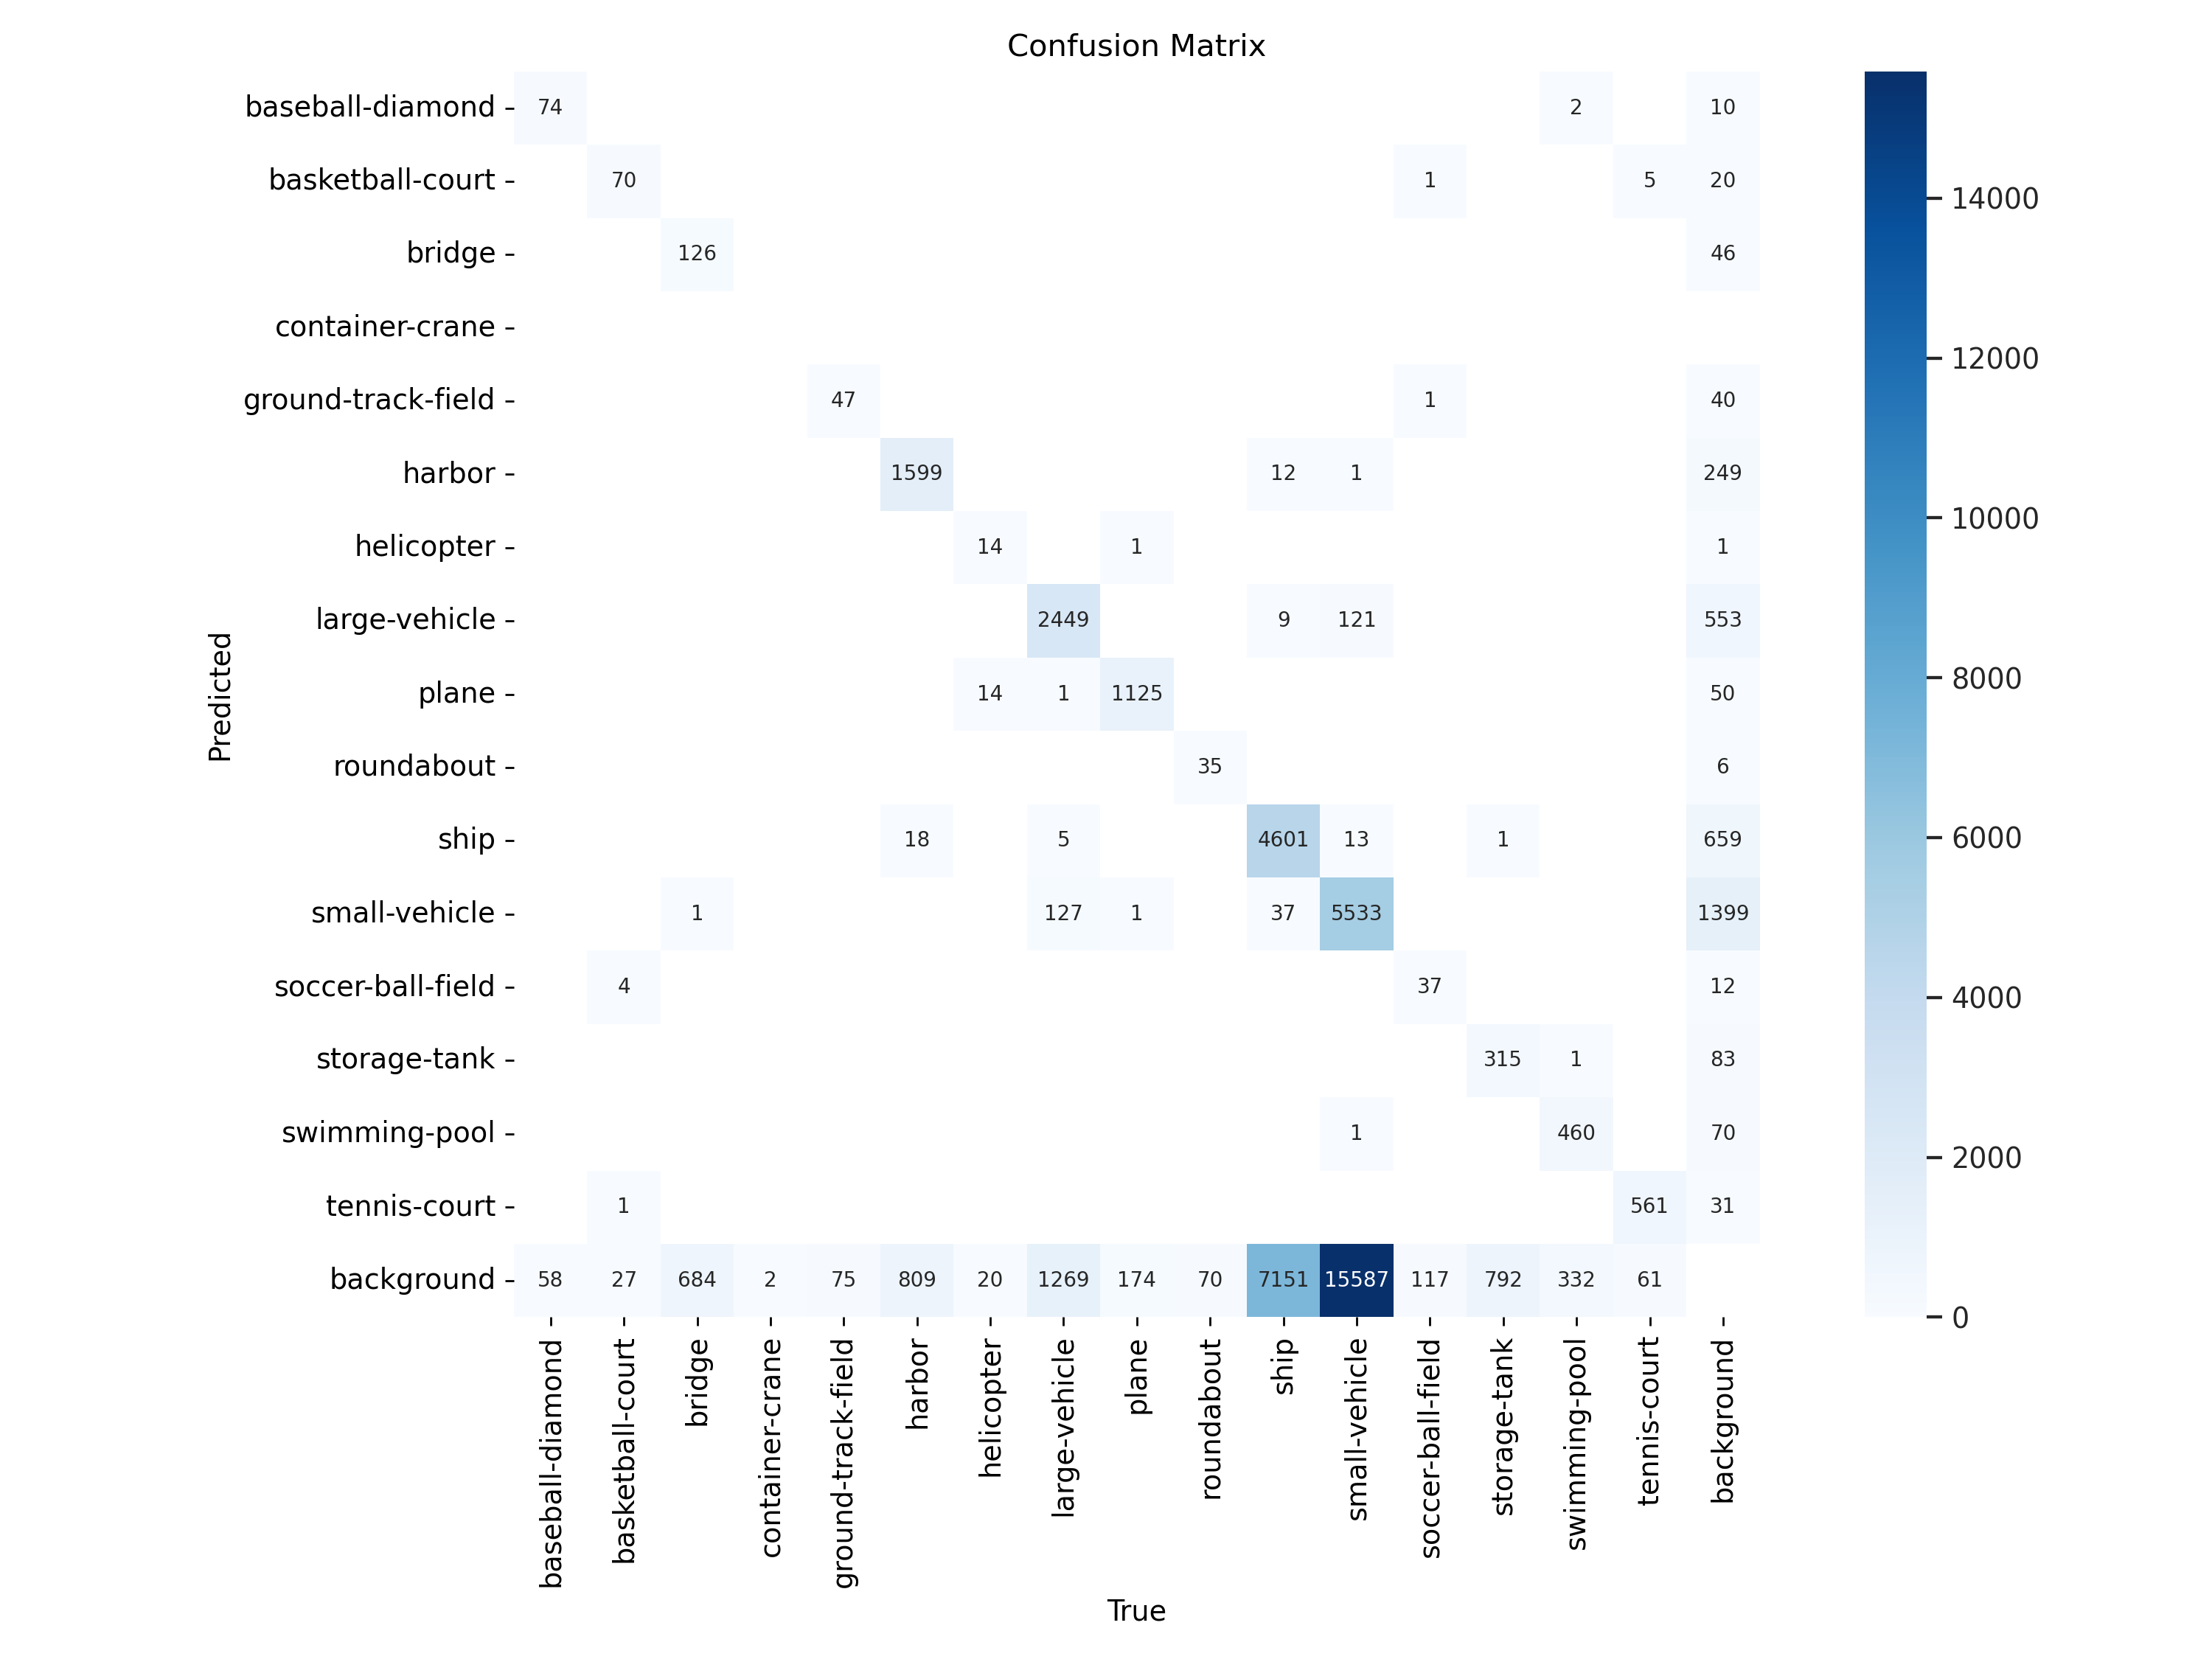 Confusion Matrix
baseball-diamond 74 2 10
basketball-court 70 1 5 20
bridge 126 46
container-crane
ground-track-field 47 1 40
harbor 1599 12 1 249
helicopter 14 1 1
large-vehicle 2449 9 121 553
plane 14 1 1125 50
roundabout 35 6
ship 18 5 4601 13 1 659
small-vehicle 1 127 1 37 5533 1399
soccer-ball-field 4 37 12
storage-tank 315 1 83
swimming-pool 1 460 70
tennis-court 1 561 31
background 58 27 684 2 75 809 20 1269 174 70 7151 15587 117 792 332 61
Predicted
baseball-diamond
basketball-court
bridge
container-crane
ground-track-field
harbor
helicopter
large-vehicle
plane
roundabout
ship
small-vehicle
soccer-ball-field
storage-tank
swimming-pool
tennis-court
background
True
14000
12000
10000
8000
6000
4000
2000
0